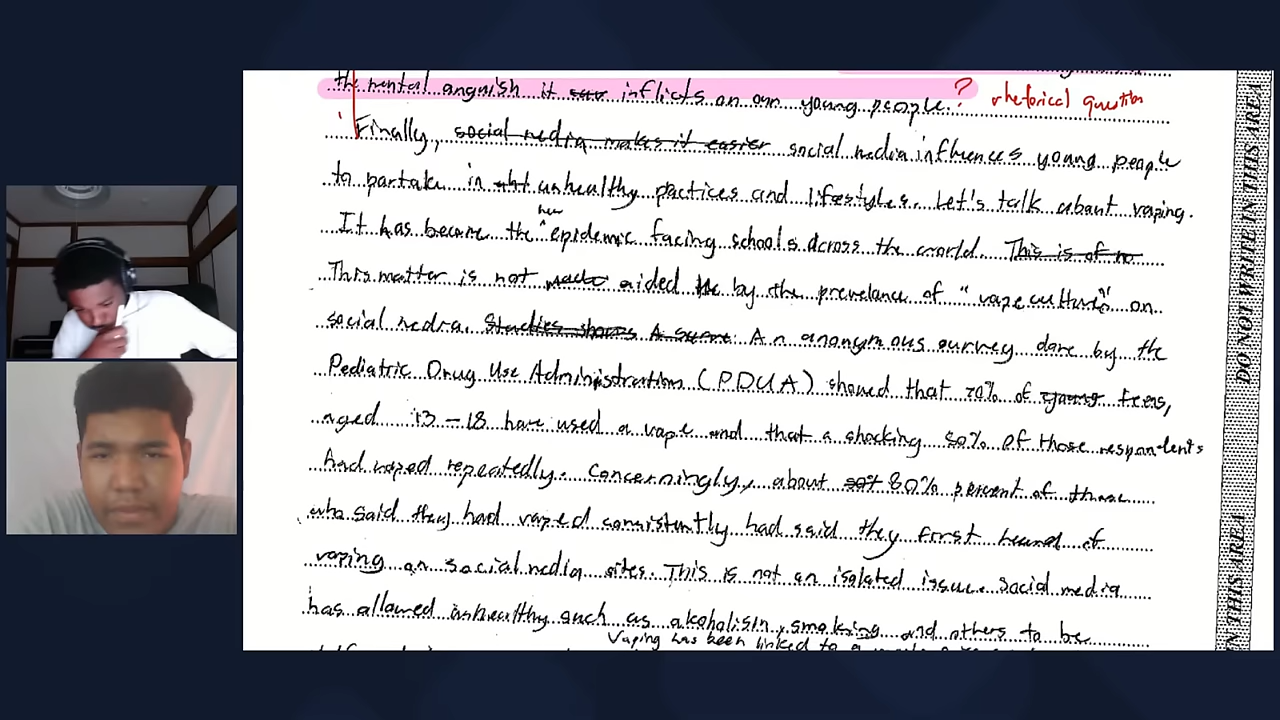 the mental anguish it inflicts on our young people.? rhetorical question
Finally, social media makes it easier social media influences young people
to partake in unhealthy practices and lifestyles. Let's talk about vaping.
new
It has become the epidemic facing schools across the world. This is of no
This matter is not aided by the prevelance of "vape culture" on
social media. Studies shows A survey An anonymous survey done by the
Pediatric Drug Use Administration (PDUA) showed that 70% of young teens,
aged 13-18 have used a vape and that a shocking 50% of those respondents
had vaped repeatedly. Concerningly, about 80% percent of those
who said they had vaped consistently had said they first heard of
vaping on social media sites. This is not an isolated issue. Social media
has allowed unhealthy such as alkoholism, smoking and others to be
Vaping has been linked to a
DO NOT WRITE IN THIS AREA
IN THIS AREA